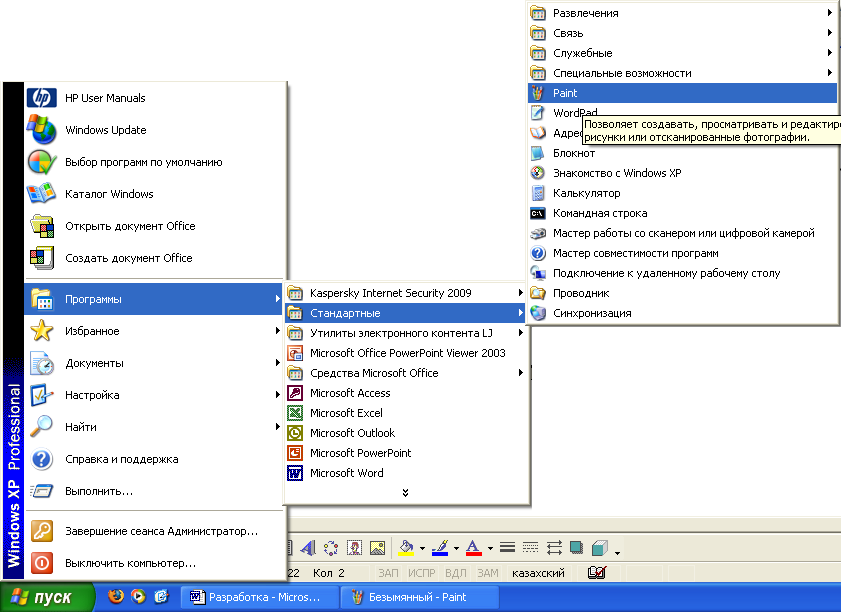 Развлечения
Связь
Служебные
Специальные возможности
Paint
WordPad
Позволяет создавать, просматривать и
рисунки или отсканированные фотографии.
Блокнот
Знакомство с Windows XP
Калькулятор
Командная строка
Мастер работы со сканером или цифровой камерой
Мастер совместимости программ
Подключение к удаленному рабочему столу
Проводник
Синхронизация
HP User Manuals
Windows Update
Выбор программ по умолчанию
Каталог Windows
Открыть документ Office
Создать документ Office
Программы
Избранное
Документы
Настройка
Найти
Справка и поддержка
Выполнить...
Завершение сеанса Администратор...
Выключить компьютер...
Windows XP Professional
Kaspersky Internet Security 2009
Стандартные
Утилиты электронного контента LJ
Microsoft Office PowerPoint Viewer 2003
Средства Microsoft Office
Microsoft Access
Microsoft Excel
Microsoft Outlook
Microsoft PowerPoint
Microsoft Word
22 Кол 2 ЗАП ИСПР ВДЛ ЗАМ казахский
пуск
Разработка - Micros...
Безымянный - Paint